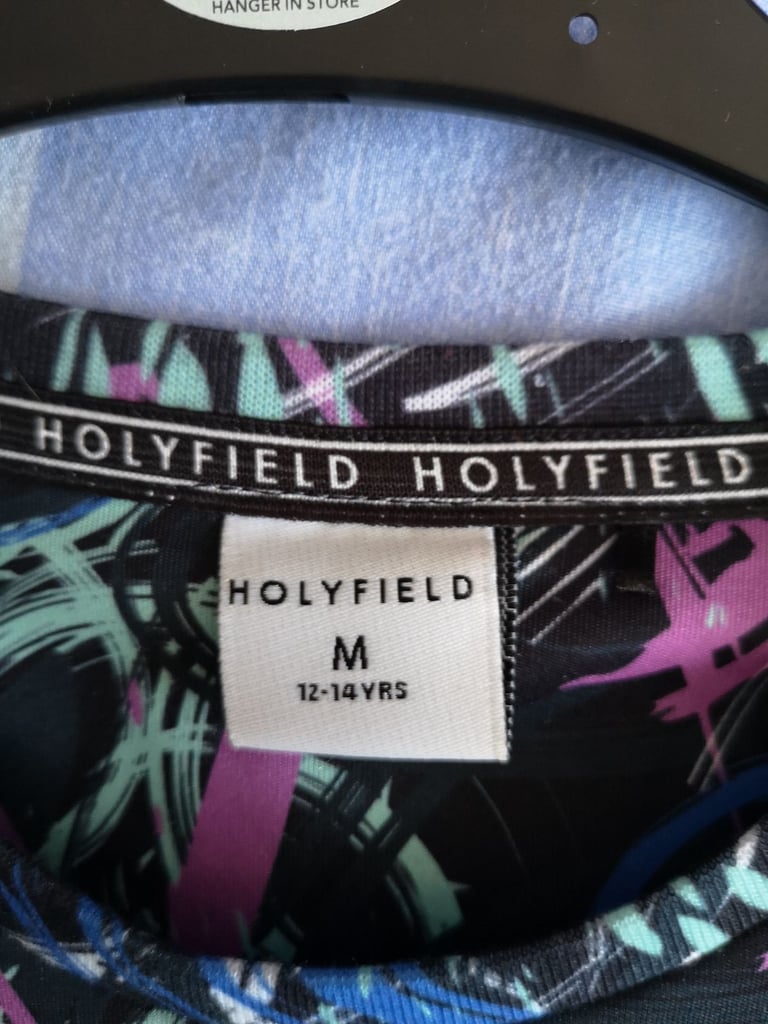 HANGER IN STORE
HOLYFIELD HOLYFIELD
HOLYFIELD
M
12-14YRS